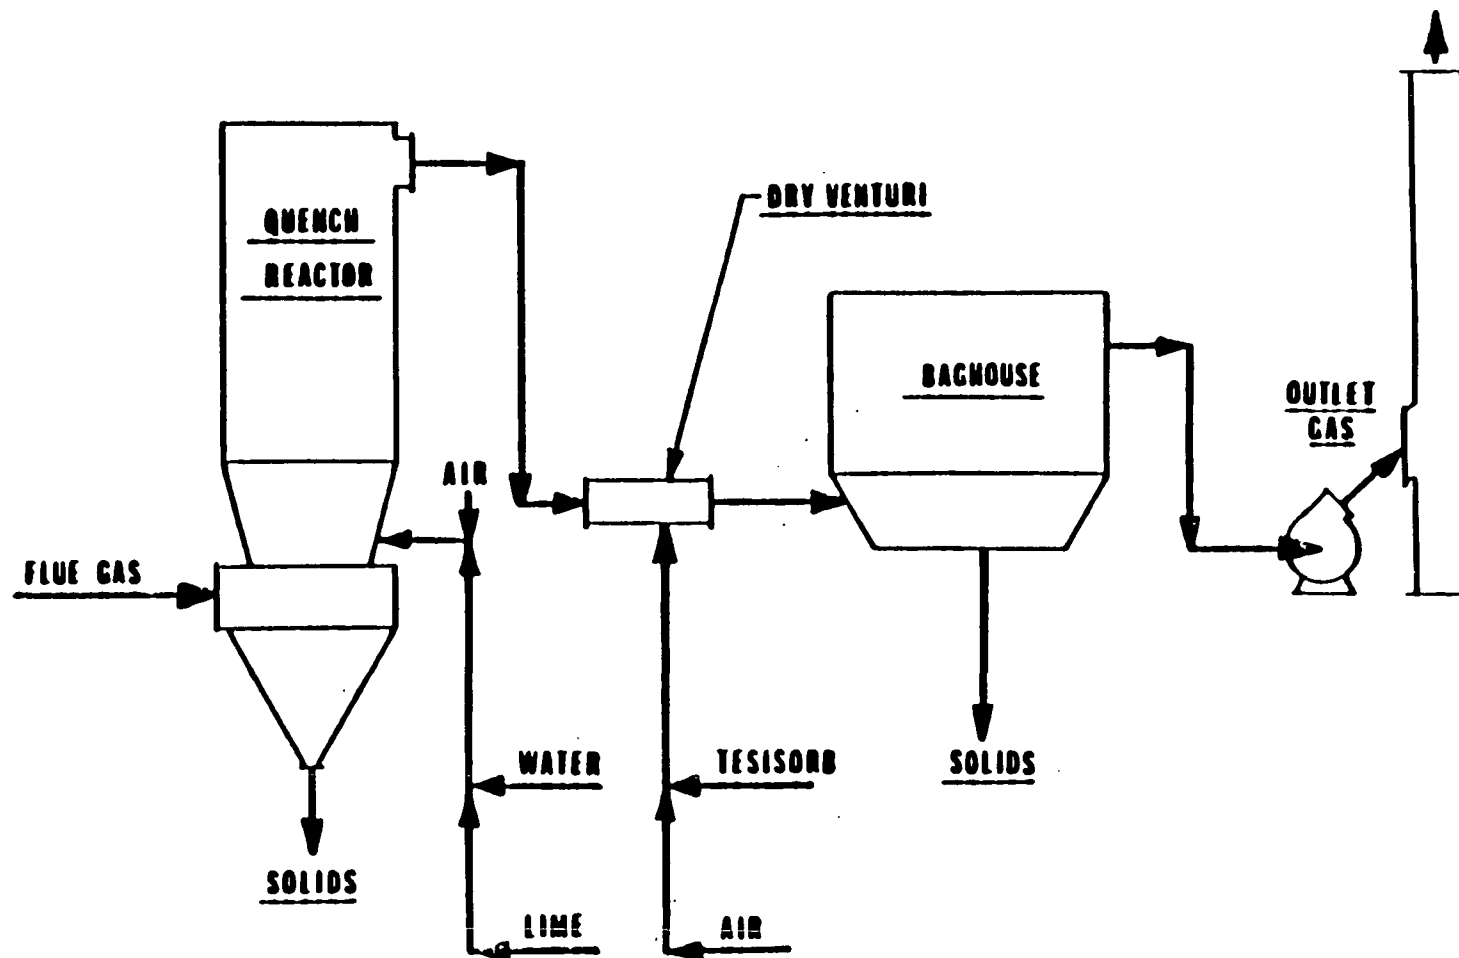 QUENCH
REACTOR
DRY VENTURI
BAGHOUSE
OUTLET
GAS
AIR
FLUE GAS
WATER
TESISORB
SOLIDS
SOLIDS
LIME
AIR